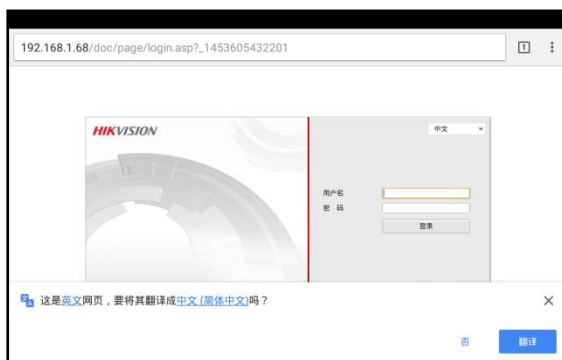 192.168.1.68/doc/page/login.asp?_1453605432201
1
HIKVISION
中文
用户名
密 码
登录
这是英文网页，要将其翻译成中文 (简体中文)吗？
否
翻译